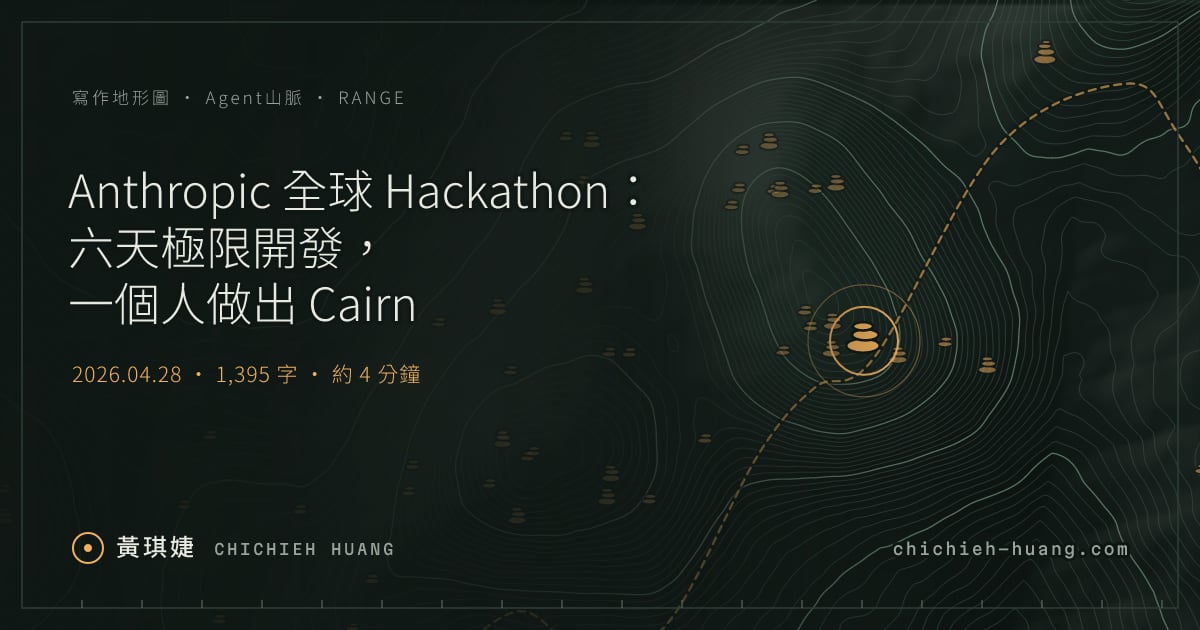 寫作地形圖 · Agent山脈 · RANGE
Anthropic 全球 Hackathon：
六天極限開發，
一個人做出 Cairn
2026.04.28 · 1,395 字 · 約 4 分鐘
黃琪婕 CHICHIEH HUANG
chichieh-huang.com